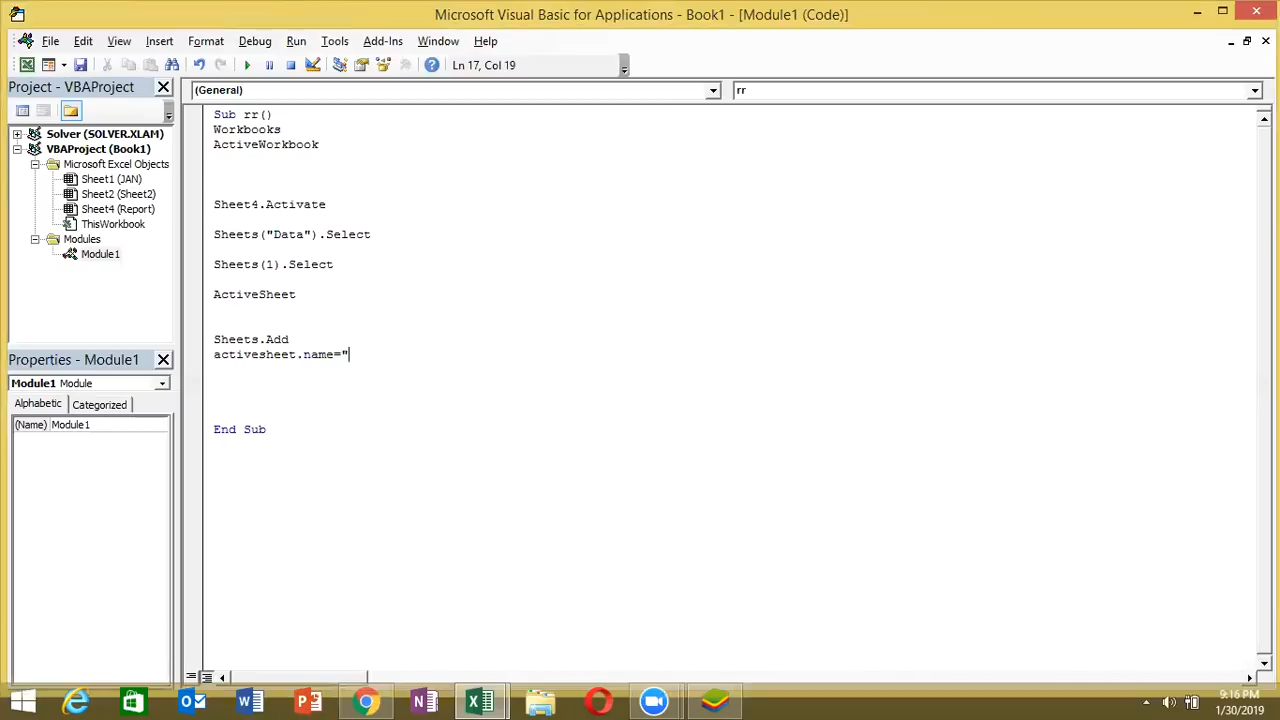 Microsoft Visual Basic for Applications - Book1 - [Module1 (Code)]
File Edit View Insert Format Debug Run Tools Add-Ins Window Help
Ln 17, Col 19
Project - VBAProject
(General)
rr
Solver (SOLVER.XLAM)
VBAProject (Book1)
Microsoft Excel Objects
Sheet1 (JAN)
Sheet2 (Sheet2)
Sheet4 (Report)
ThisWorkbook
Modules
Module1
Sub rr()
Workbooks
ActiveWorkbook
Sheet4.Activate
Sheets("Data").Select
Sheets(1).Select
ActiveSheet
Sheets.Add
activesheet.name="
End Sub
Properties - Module1
Module1 Module
Alphabetic Categorized
(Name) Module1
9:16 PM
1/30/2019